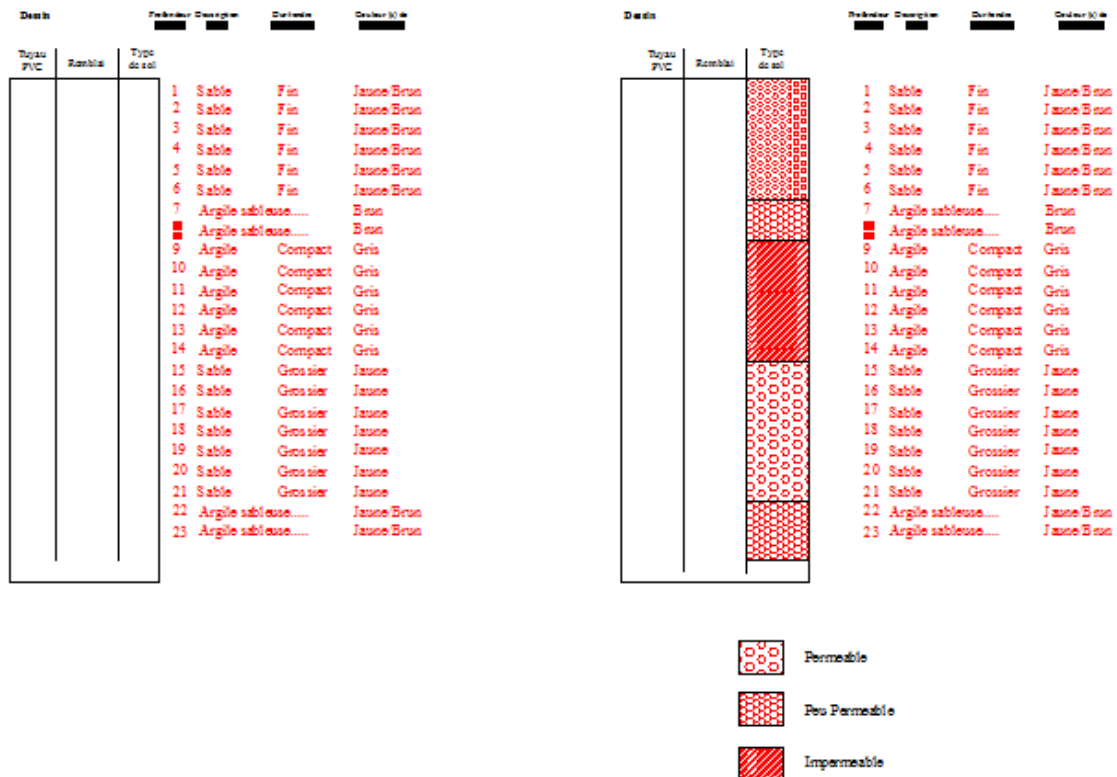 Dessin Profondeur Description Dessin Profondeur Description
Tuyau PVC Remblai Type de sol Tuyau PVC Remblai Type de sol
1 Sable Fin Jaune/Brun 1 Sable Fin Jaune/Brun
2 Sable Fin Jaune/Brun 2 Sable Fin Jaune/Brun
3 Sable Fin Jaune/Brun 3 Sable Fin Jaune/Brun
4 Sable Fin Jaune/Brun 4 Sable Fin Jaune/Brun
5 Sable Fin Jaune/Brun 5 Sable Fin Jaune/Brun
6 Sable Fin Jaune/Brun 6 Sable Fin Jaune/Brun
7 Argile sableuse..... Brun 7 Argile sableuse..... Brun
Argile sableuse..... Brun Argile sableuse..... Brun
9 Argile Compact Gris 9 Argile Compact Gris
10 Argile Compact Gris 10 Argile Compact Gris
11 Argile Compact Gris 11 Argile Compact Gris
12 Argile Compact Gris 12 Argile Compact Gris
13 Argile Compact Gris 13 Argile Compact Gris
14 Argile Compact Gris 14 Argile Compact Gris
15 Sable Grossier Jaune 15 Sable Grossier Jaune
16 Sable Grossier Jaune 16 Sable Grossier Jaune
17 Sable Grossier Jaune 17 Sable Grossier Jaune
18 Sable Grossier Jaune 18 Sable Grossier Jaune
19 Sable Grossier Jaune 19 Sable Grossier Jaune
20 Sable Grossier Jaune 20 Sable Grossier Jaune
21 Sable Grossier Jaune 21 Sable Grossier Jaune
22 Argile sableuse..... Jaune/Brun 22 Argile sableuse..... Jaune/Brun
23 Argile sableuse..... Jaune/Brun 23 Argile sableuse..... Jaune/Brun
Permeable
Peu Permeable
Impermeable